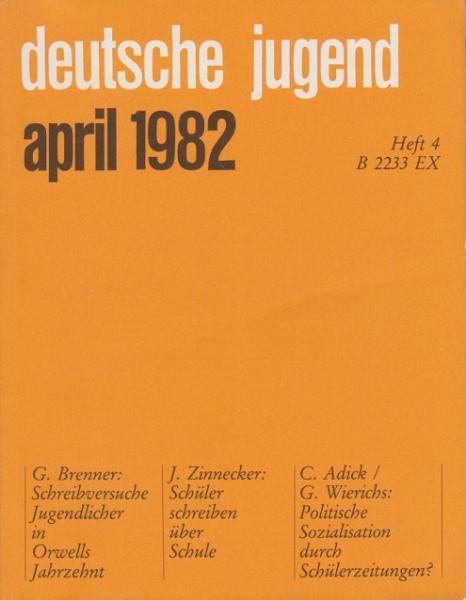 deutsche jugend
april 1982
Heft 4
B 2233 EX
G. Brenner:
Schreibversuche
Jugendlicher
in
Orwells
Jahrzehnt
J. Zinnecker:
Schüler
schreiben
über
Schule
C. Adick /
G. Wierichs:
Politische
Sozialisation
durch
Schülerzeitungen?